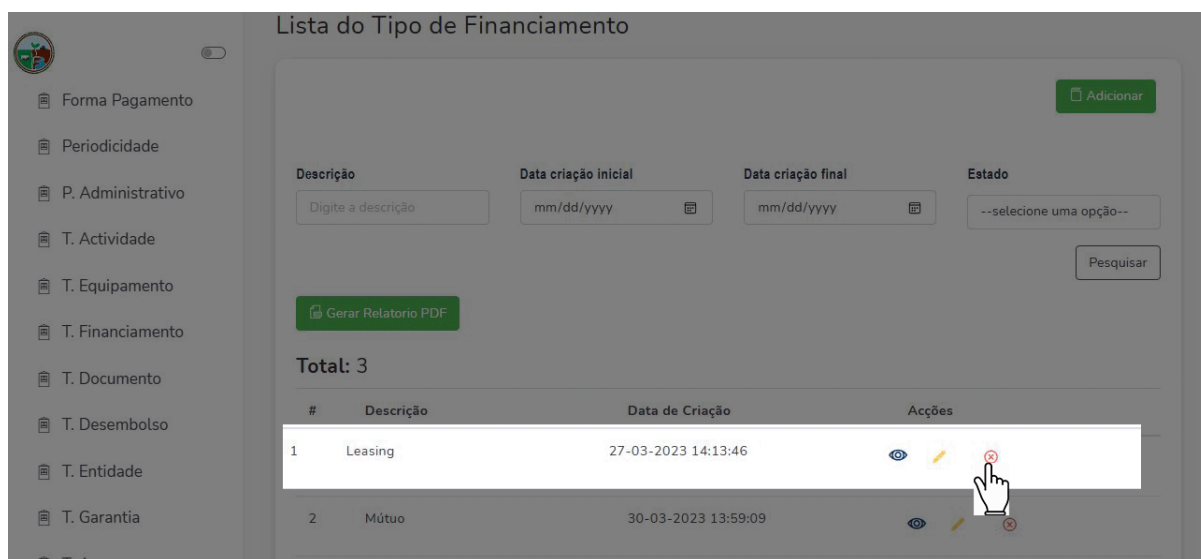 Lista do Tipo de Financiamento
Forma Pagamento
Periodicidade
P. Administrativo
T. Actividade
T. Equipamento
T. Financiamento
T. Documento
T. Desembolso
T. Entidade
T. Garantia
Adicionar
Descrição Data criação inicial Data criação final Estado
Digite a descrição mm/dd/yyyy mm/dd/yyyy --selecione uma opção--
Pesquisar
Gerar Relatorio PDF
Total: 3
# Descrição Data de Criação Acções
1 Leasing 27-03-2023 14:13:46
2 Mútuo 30-03-2023 13:59:09